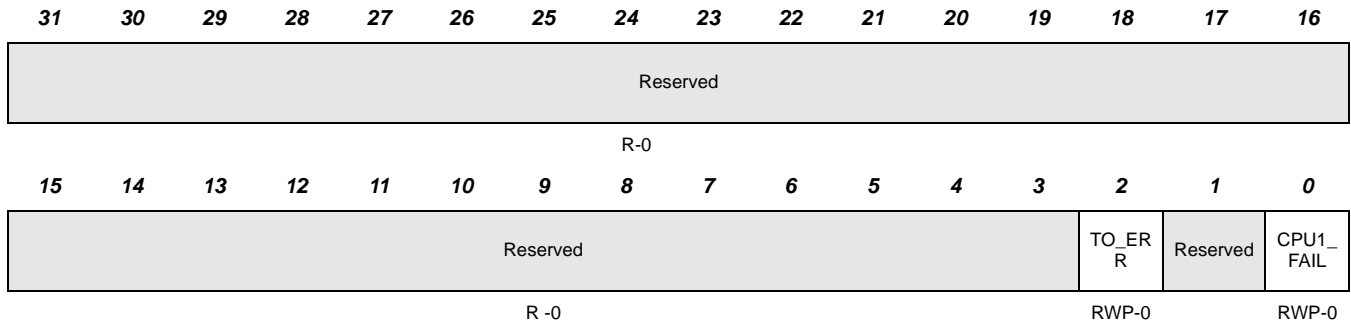 31 30 29 28 27 26 25 24 23 22 21 20 19 18 17 16
Reserved
R-0
15 14 13 12 11 10 9 8 7 6 5 4 3 2 1 0
Reserved TO_ER Reserved CPU1_
R FAIL
R -0 RWP-0 RWP-0